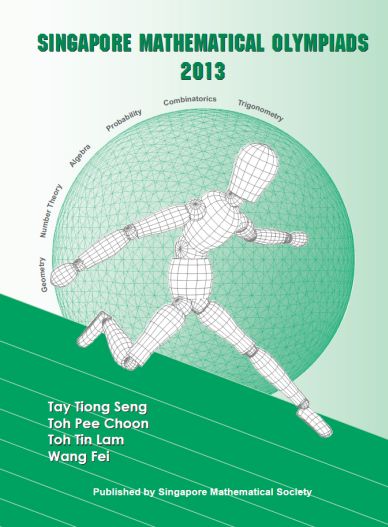 SINGAPORE MATHEMATICAL OLYMPIADS
2013
Geometry
Number Theory
Algebra
Probability
Combinatorics
Trigonometry
Tay Tiong Seng
Toh Pee Choon
Toh Tin Lam
Wang Fei
Published by Singapore Mathematical Society